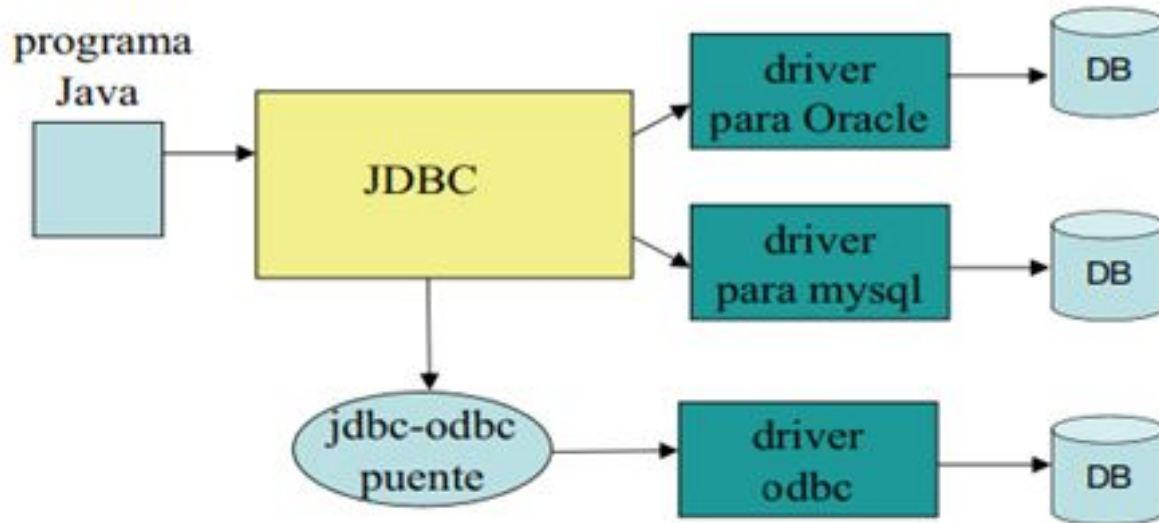 programa
Java
JDBC
driver
para Oracle
DB
driver
para mysql
DB
jdbc-odbc
puente
driver
odbc
DB